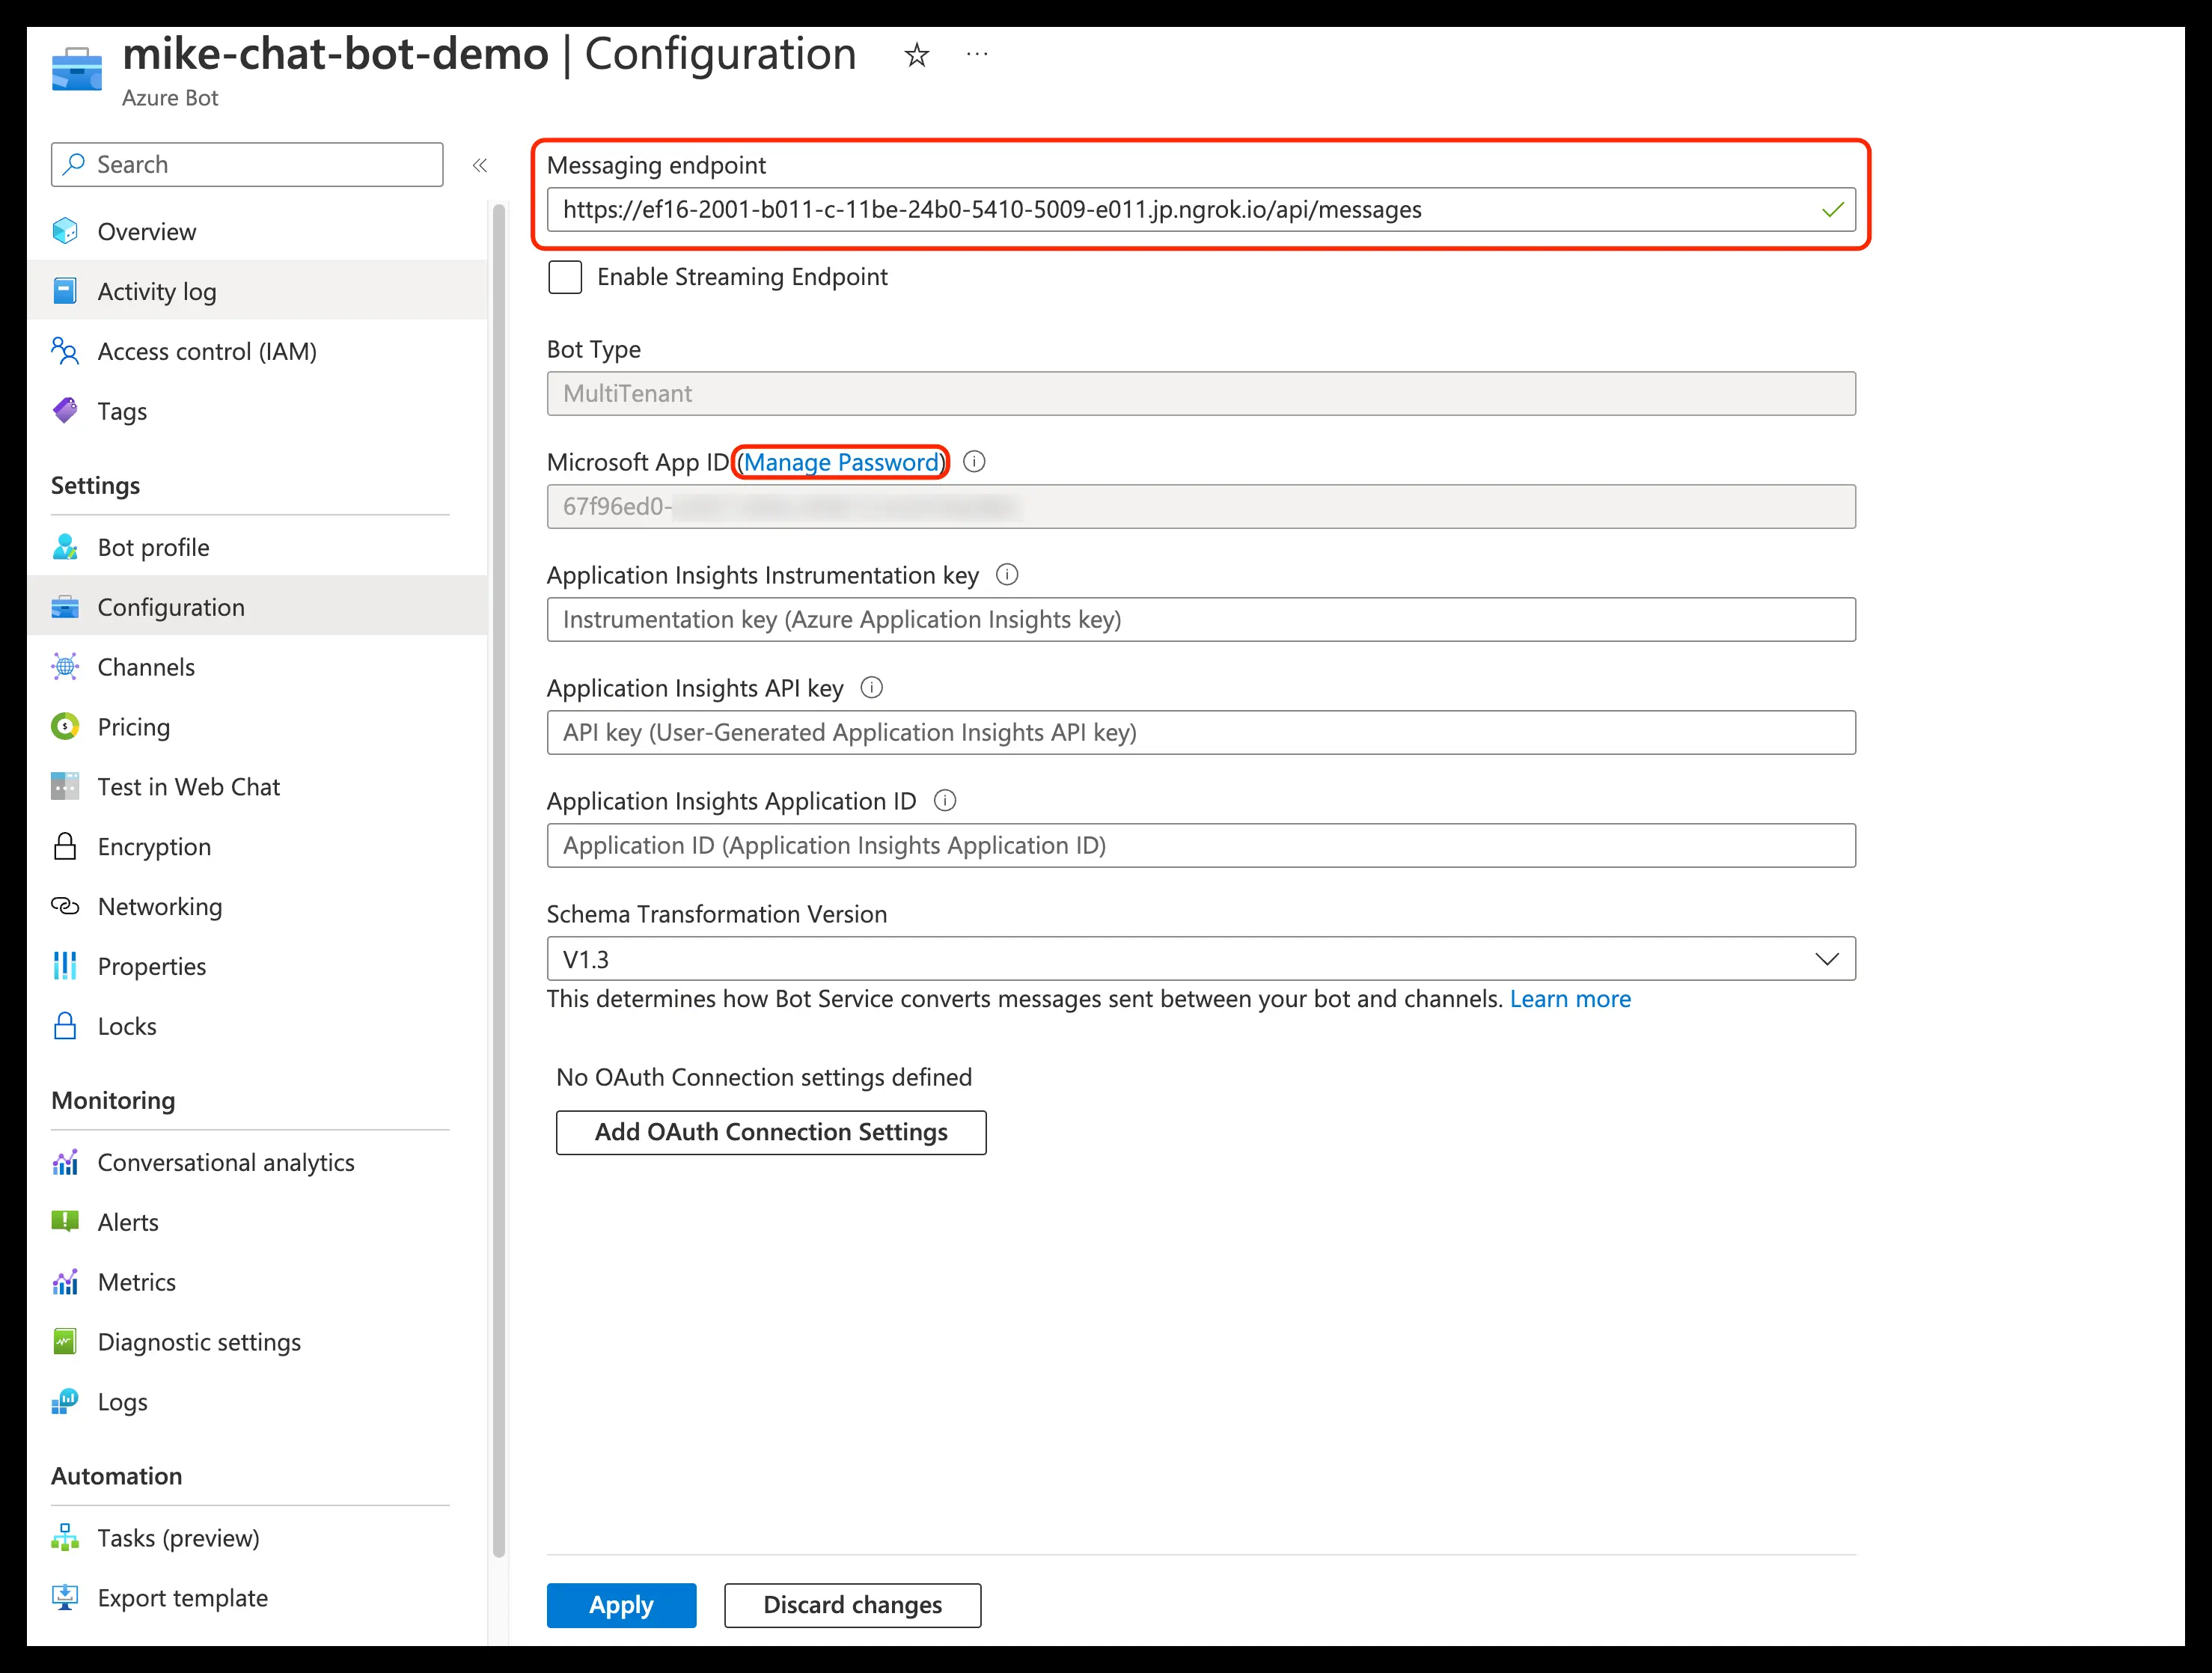 mike-chat-bot-demo | Configuration
Azure Bot
Search
Overview
Activity log
Access control (IAM)
Tags
Settings
Bot profile
Configuration
Channels
Pricing
Test in Web Chat
Encryption
Networking
Properties
Locks
Monitoring
Conversational analytics
Alerts
Metrics
Diagnostic settings
Logs
Automation
Tasks (preview)
Export template
Messaging endpoint
https://ef16-2001-b011-c-11be-24b0-5410-5009-e011.jp.ngrok.io/api/messages
Enable Streaming Endpoint
Bot Type
MultiTenant
Microsoft App ID (Manage Password)
67f96ed0-
Application Insights Instrumentation key
Instrumentation key (Azure Application Insights key)
Application Insights API key
API key (User-Generated Application Insights API key)
Application Insights Application ID
Application ID (Application Insights Application ID)
Schema Transformation Version
V1.3
This determines how Bot Service converts messages sent between your bot and channels. Learn more
No OAuth Connection settings defined
Add OAuth Connection Settings
Apply
Discard changes